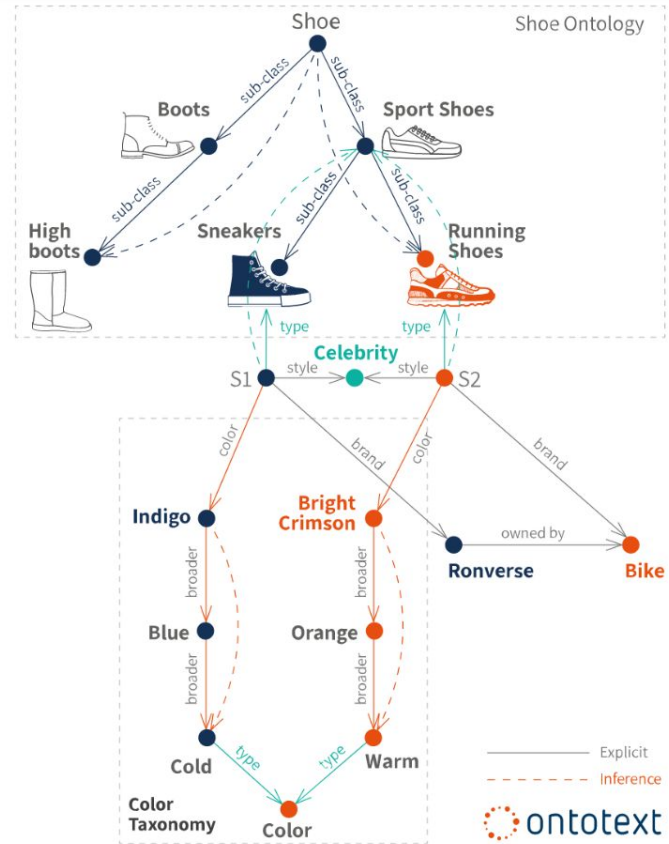 Shoe
Shoe Ontology
sub-class
sub-class
Boots
Sport Shoes
sub-class
sub-class
sub-class
High
boots
Sneakers
Running
Shoes
type
type
Celebrity
S1
style
style
S2
color
color
brand
brand
Indigo
Bright
Crimson
owned by
Ronverse
Bike
broader
broader
Blue
Orange
broader
broader
Cold
type
type
Warm
Explicit
Inference
Color
Taxonomy
Color
ontotext